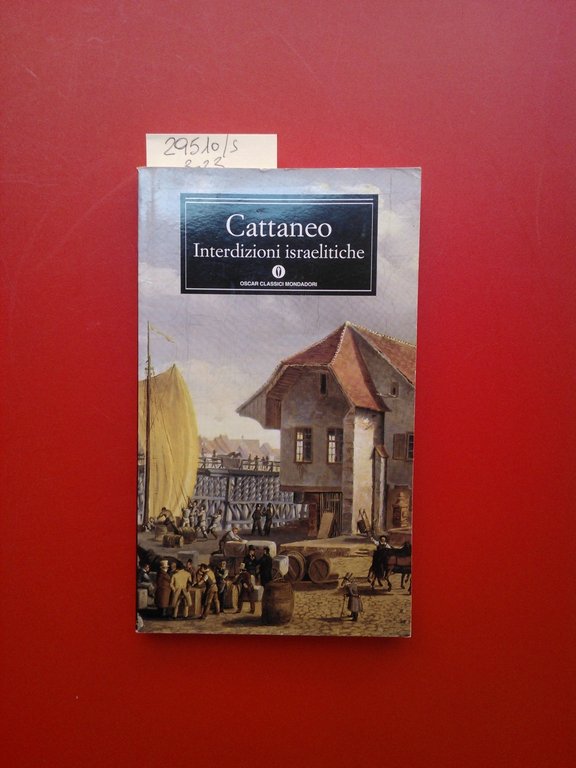 29510/S
Cattaneo
Interdizioni israelitiche
OSCAR CLASSICI MONDADORI